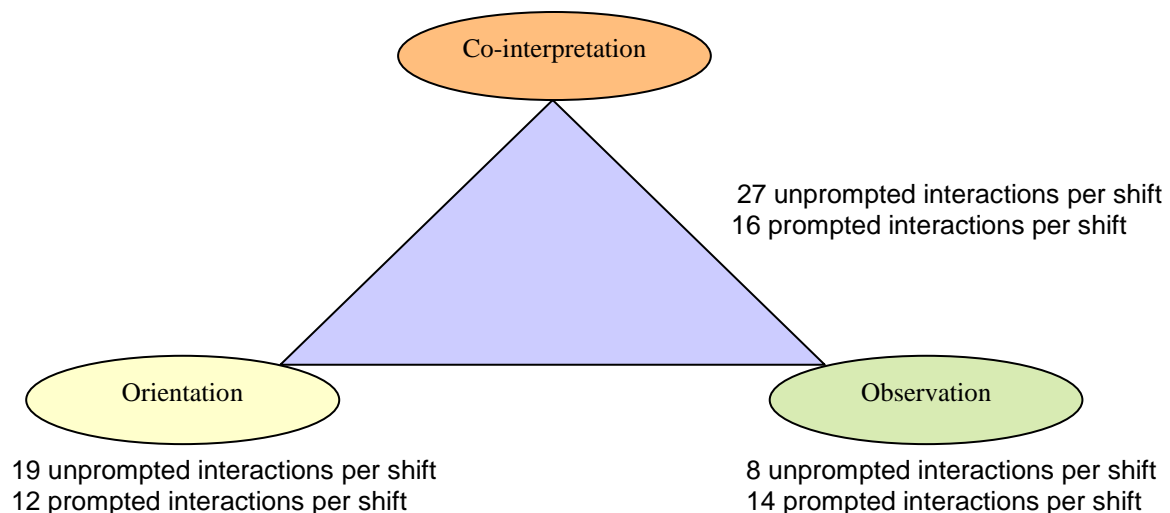 Co-interpretation
27 unprompted interactions per shift
16 prompted interactions per shift
Orientation
19 unprompted interactions per shift
12 prompted interactions per shift
Observation
8 unprompted interactions per shift
14 prompted interactions per shift